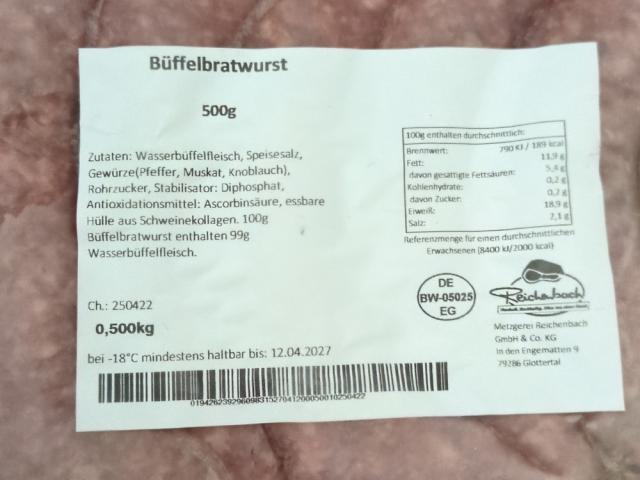 Büffelbratwurst
500g
Zutaten: Wasserbüffelfleisch, Speisesalz,
Gewürze(Pfeffer, Muskat, Knoblauch),
Rohrzucker, Stabilisator: Diphosphat,
Antioxidationsmittel: Ascorbinsäure, essbare
Hülle aus Schweinekollagen. 100g
Büffelbratwurst enthalten 99g
Wasserbüffelfleisch.
Ch.: 250422
0,500kg
bei -18°C mindestens haltbar bis: 12.04.2027
100g enthalten durchschnittlich:
Brennwert: 790 KJ / 189 kcal
Fett: 11,9 g
davon gesättigte Fettsäuren: 5,4 g
Kohlenhydrate: 0,2 g
davon Zucker: 0,2 g
Eiweiß: 18,9 g
Salz: 2,1 g
Referenzmenge für einen durchschnittlichen
Erwachsenen (8400 kJ/2000 kcal)
DE
BW-05025
EG
Reichenbach
Metzgerei Reichenbach
GmbH & Co. KG
In den Engematten 9
79286 Glottertal